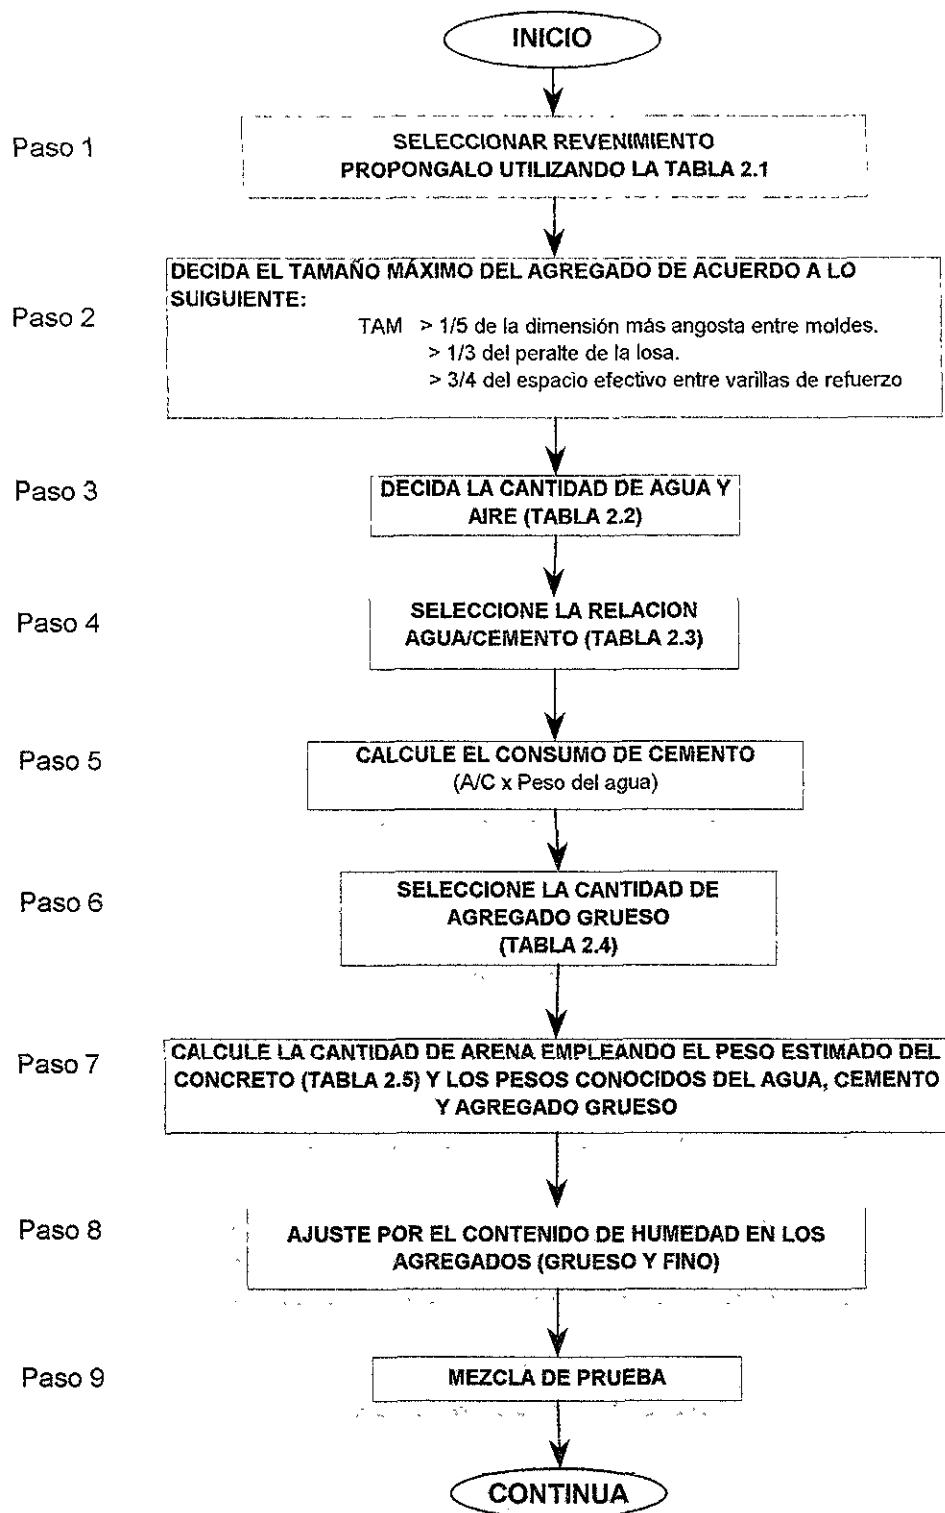 INICIO
Paso 1
SELECCIONAR REVENIMIENTO
PROPONGALO UTILIZANDO LA TABLA 2.1
Paso 2
DECIDA EL TAMAÑO MÁXIMO DEL AGREGADO DE ACUERDO A LO
SUIGUIENTE:
TAM > 1/5 de la dimensión más angosta entre moldes.
> 1/3 del peralte de la losa.
> 3/4 del espacio efectivo entre varillas de refuerzo
Paso 3
DECIDA LA CANTIDAD DE AGUA Y
AIRE (TABLA 2.2)
Paso 4
SELECCIONE LA RELACION
AGUA/CEMENTO (TABLA 2.3)
Paso 5
CALCULE EL CONSUMO DE CEMENTO
(A/C x Peso del agua)
Paso 6
SELECCIONE LA CANTIDAD DE
AGREGADO GRUESO
(TABLA 2.4)
Paso 7
CALCULE LA CANTIDAD DE ARENA EMPLEANDO EL PESO ESTIMADO DEL
CONCRETO (TABLA 2.5) Y LOS PESOS CONOCIDOS DEL AGUA, CEMENTO
Y AGREGADO GRUESO
Paso 8
AJUSTE POR EL CONTENIDO DE HUMEDAD EN LOS
AGREGADOS (GRUESO Y FINO)
Paso 9
MEZCLA DE PRUEBA
CONTINUA